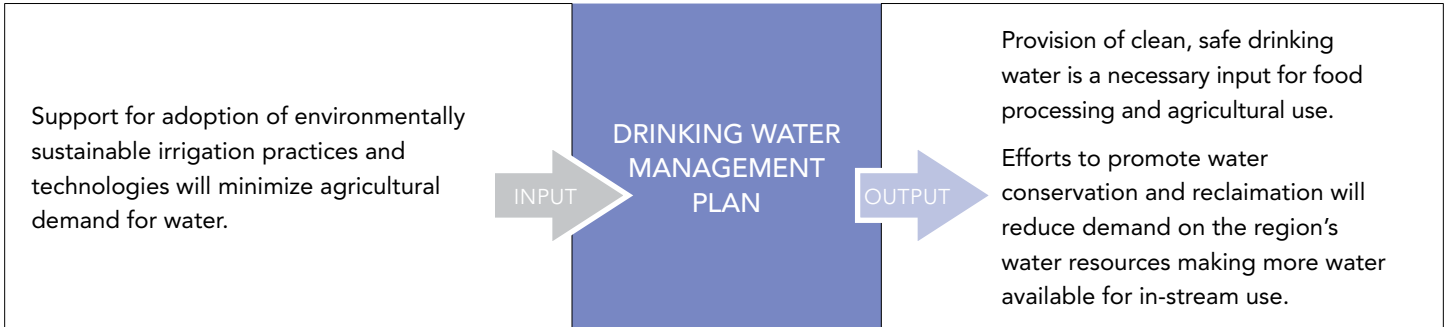 Support for adoption of environmentally
sustainable irrigation practices and
technologies will minimize agricultural
demand for water.
INPUT
DRINKING WATER
MANAGEMENT
PLAN
OUTPUT
Provision of clean, safe drinking
water is a necessary input for food
processing and agricultural use.
Efforts to promote water
conservation and reclaimation will
reduce demand on the region’s
water resources making more water
available for in-stream use.